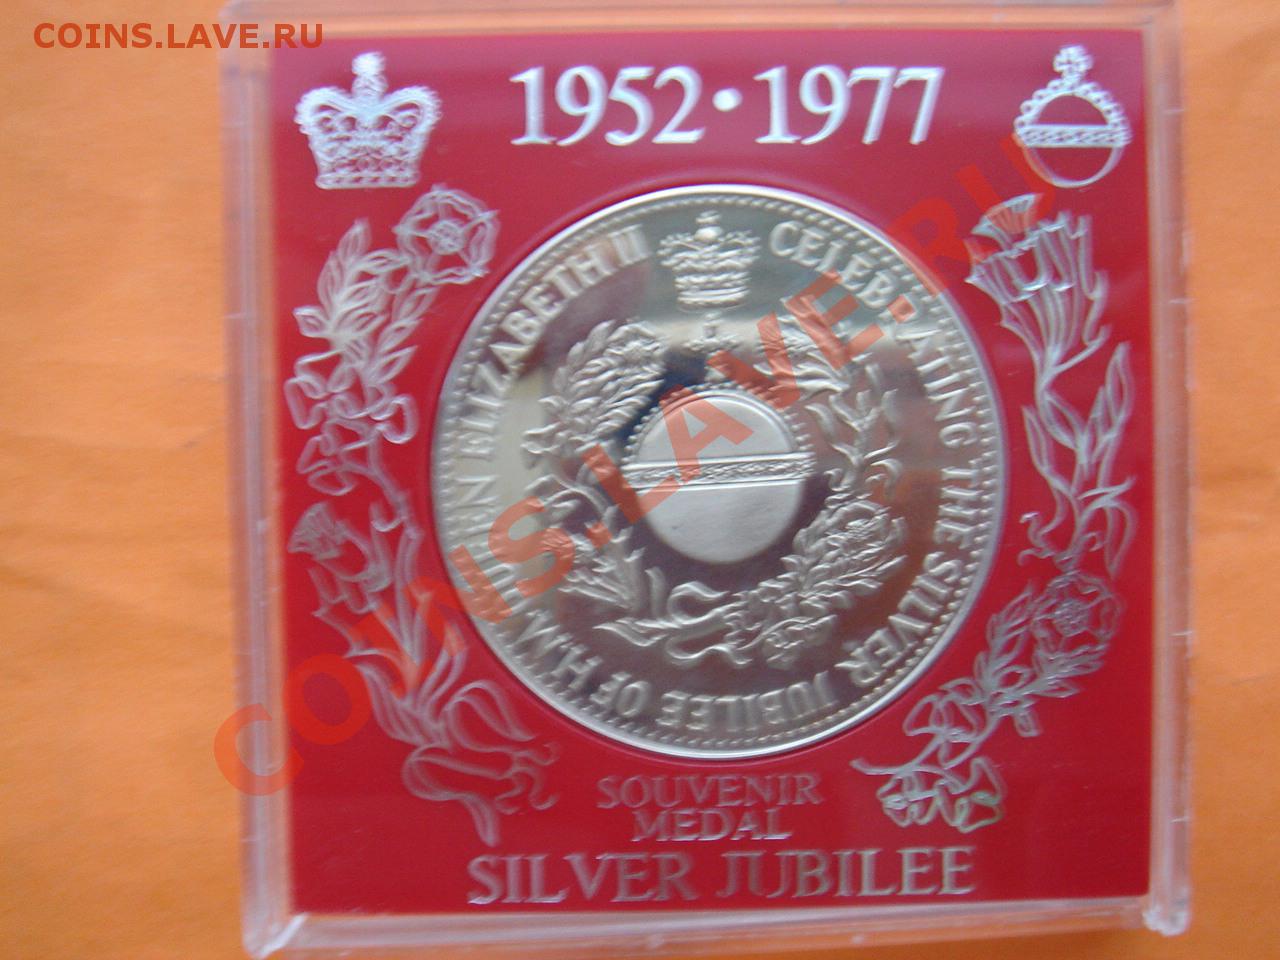 COINS.LAVE.RU
1952 · 1977
CELEBRATING THE SILVER JUBILEE OF H.M. QUEEN ELIZABETH II
COINS.LAVE.RU
SOUVENIR
MEDAL
SILVER JUBILEE